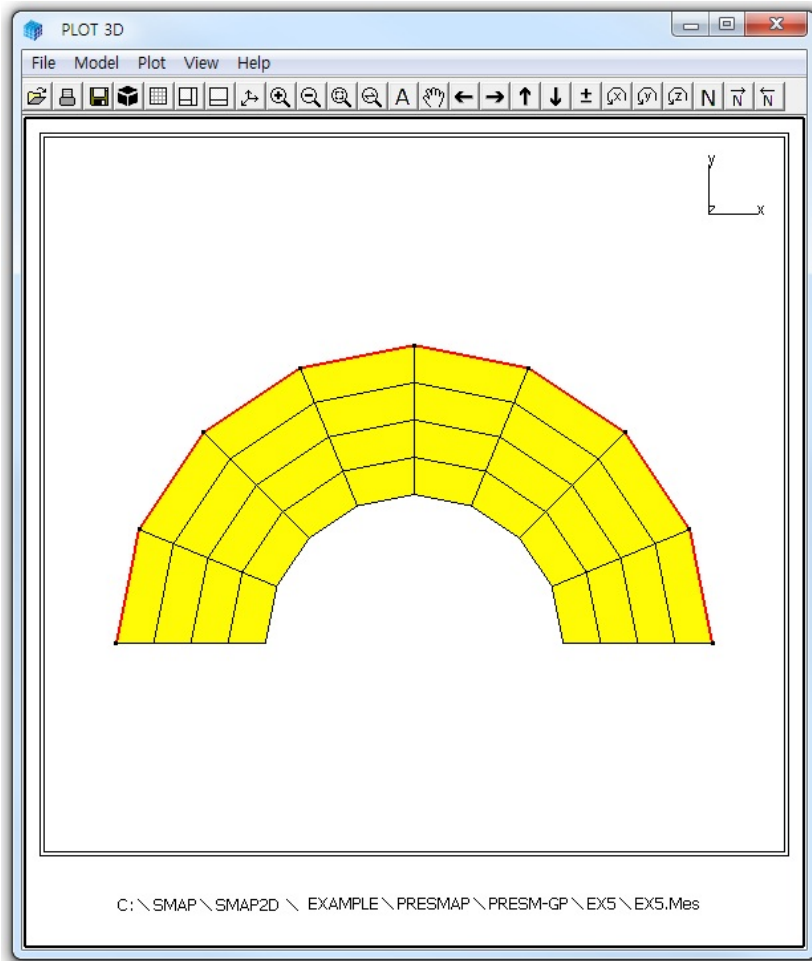 PLOT 3D
File Model Plot View Help
A ± x y z N N N
y
z x
C:\SMAP\SMAP2D\ EXAMPLE\PRESMAP\PRESM-GP\EX5\EX5.Mes